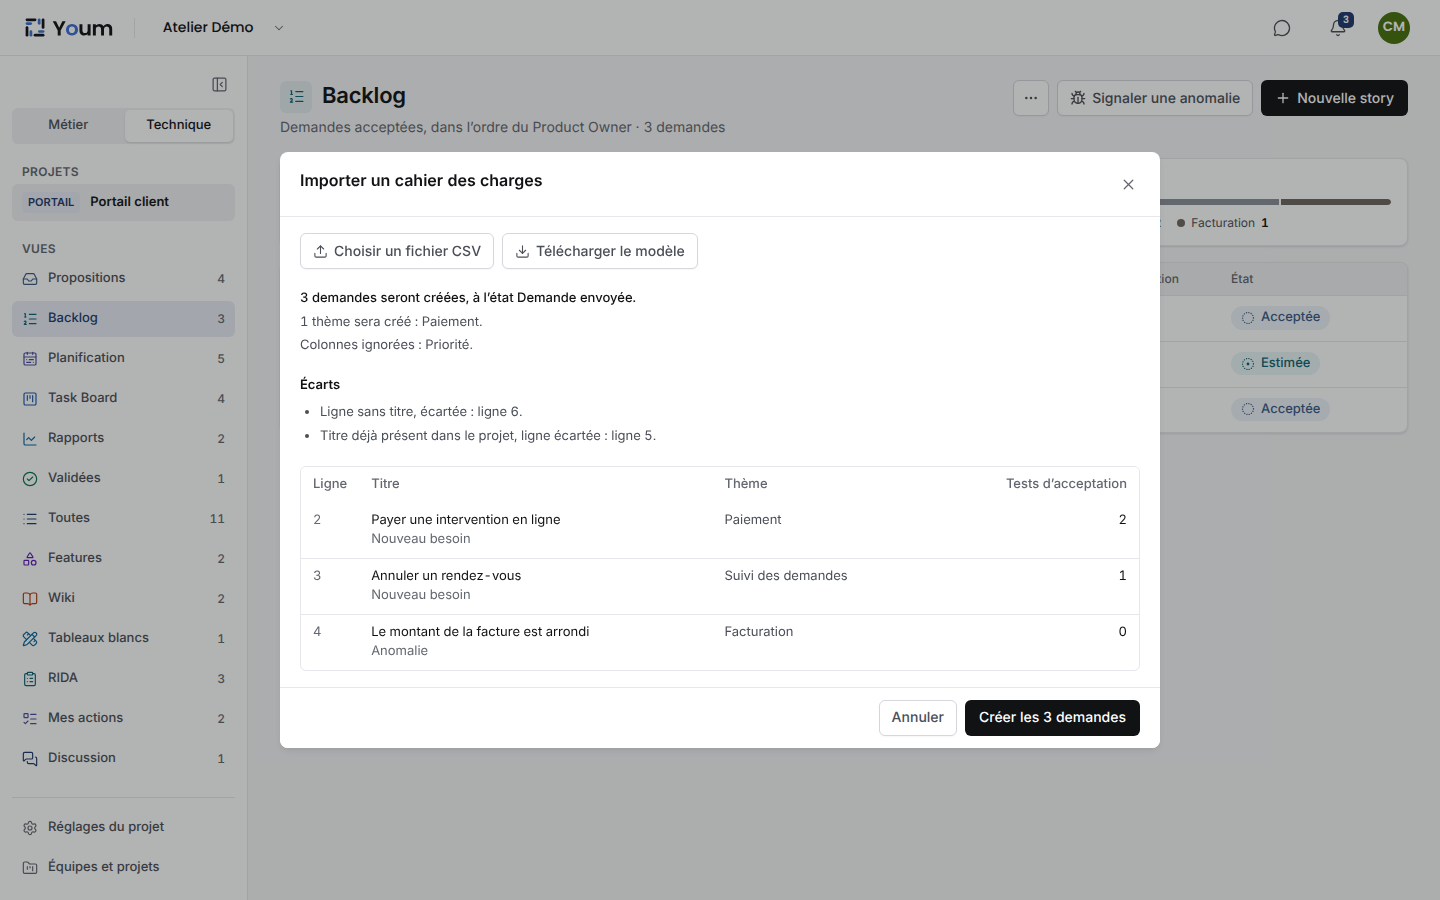 Youm
Atelier Démo
3
CM
Métier
Technique
PROJETS
PORTAIL Portail client
VUES
Propositions 4
Backlog 3
Planification 5
Task Board 4
Rapports 2
Validées 1
Toutes 11
Features 2
Wiki 2
Tableaux blancs 1
RIDA 3
Mes actions 2
Discussion 1
Réglages du projet
Équipes et projets
Backlog
Demandes acceptées, dans l’ordre du Product Owner · 3 demandes
Signaler une anomalie
Nouvelle story
Facturation 1
État
Acceptée
Estimée
Acceptée
Importer un cahier des charges
Choisir un fichier CSV
Télécharger le modèle
3 demandes seront créées, à l’état Demande envoyée.
1 thème sera créé : Paiement.
Colonnes ignorées : Priorité.
Écarts
• Ligne sans titre, écartée : ligne 6.
• Titre déjà présent dans le projet, ligne écartée : ligne 5.
Ligne Titre Thème Tests d’acceptation
2 Payer une intervention en ligne Paiement 2
Nouveau besoin
3 Annuler un rendez-vous Suivi des demandes 1
Nouveau besoin
4 Le montant de la facture est arrondi Facturation 0
Anomalie
Annuler
Créer les 3 demandes